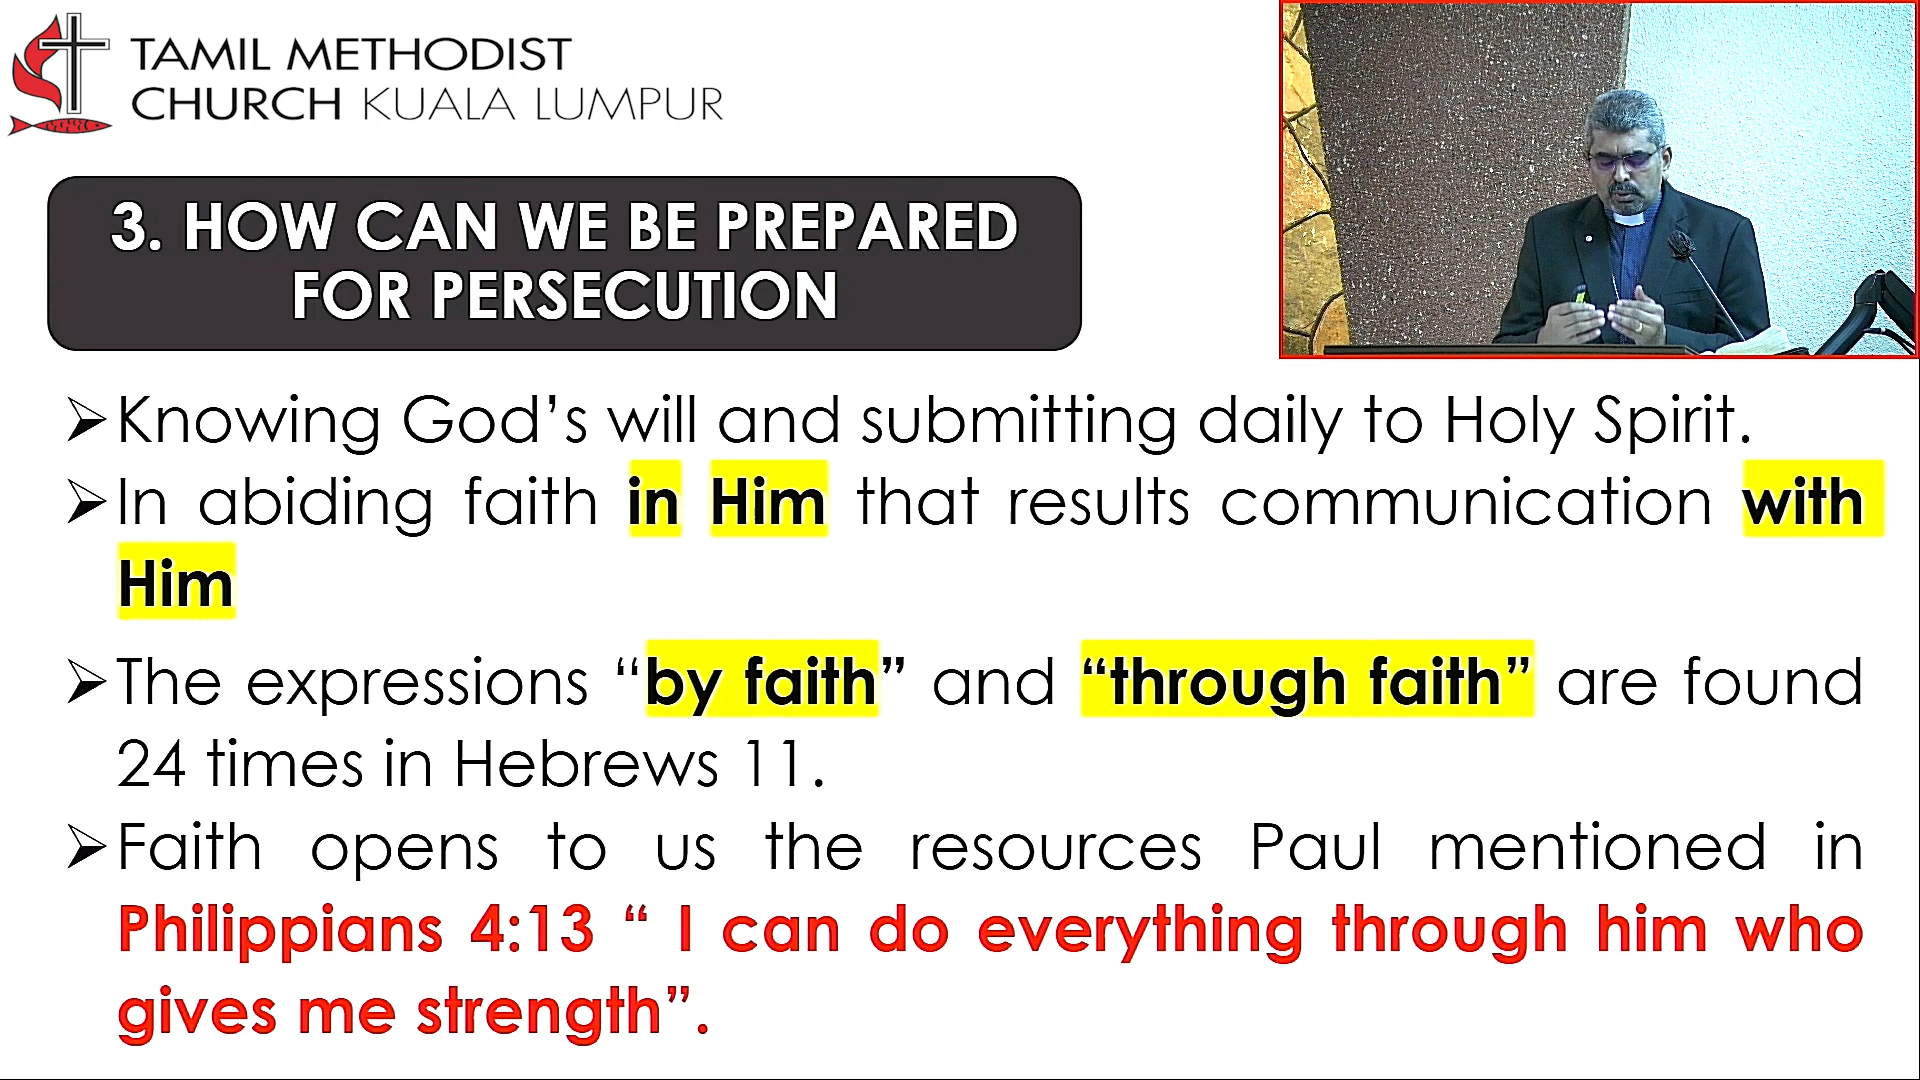 TAMIL METHODIST
CHURCH KUALA LUMPUR
3. HOW CAN WE BE PREPARED
FOR PERSECUTION
➢Knowing God’s will and submitting daily to Holy Spirit.
➢In abiding faith in Him that results communication with
Him
➢The expressions “by faith” and “through faith” are found
24 times in Hebrews 11.
➢Faith opens to us the resources Paul mentioned in
Philippians 4:13 “ I can do everything through him who
gives me strength”.